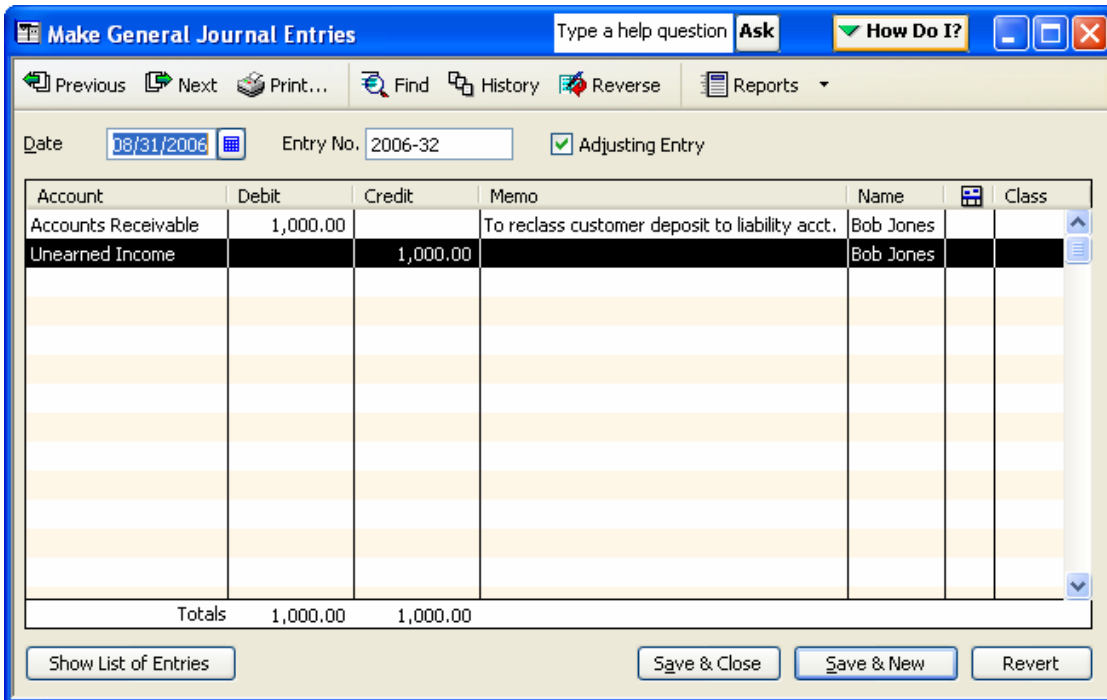 Make General Journal Entries Type a help question Ask How Do I?
Previous Next Print... Find History Reverse Reports
Date 08/31/2006 Entry No. 2006-32 Adjusting Entry
Account Debit Credit Memo Name Class
Accounts Receivable 1,000.00 To reclass customer deposit to liability acct. Bob Jones
Unearned Income 1,000.00 Bob Jones
Totals 1,000.00 1,000.00
Show List of Entries Save & Close Save & New Revert